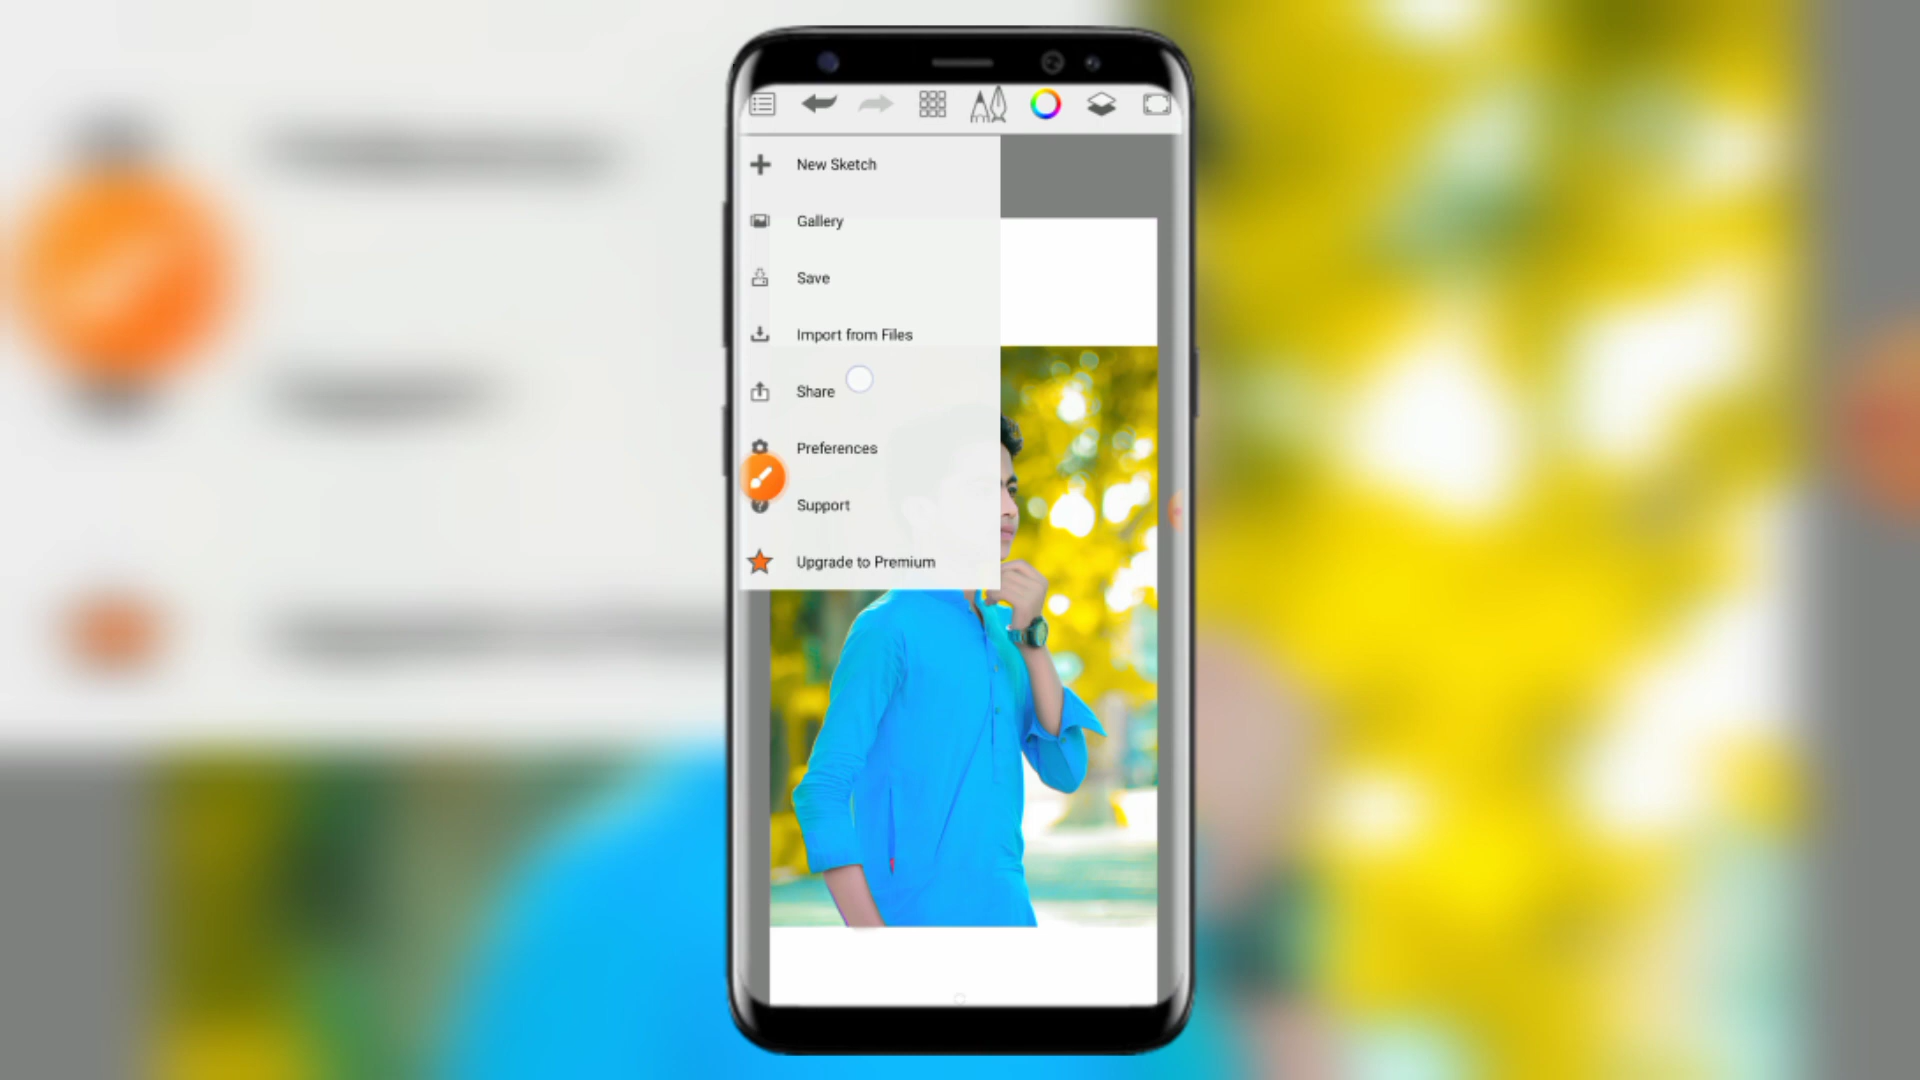 New Sketch
Gallery
Save
Import from Files
Share
Preferences
Support
Upgrade to Premium